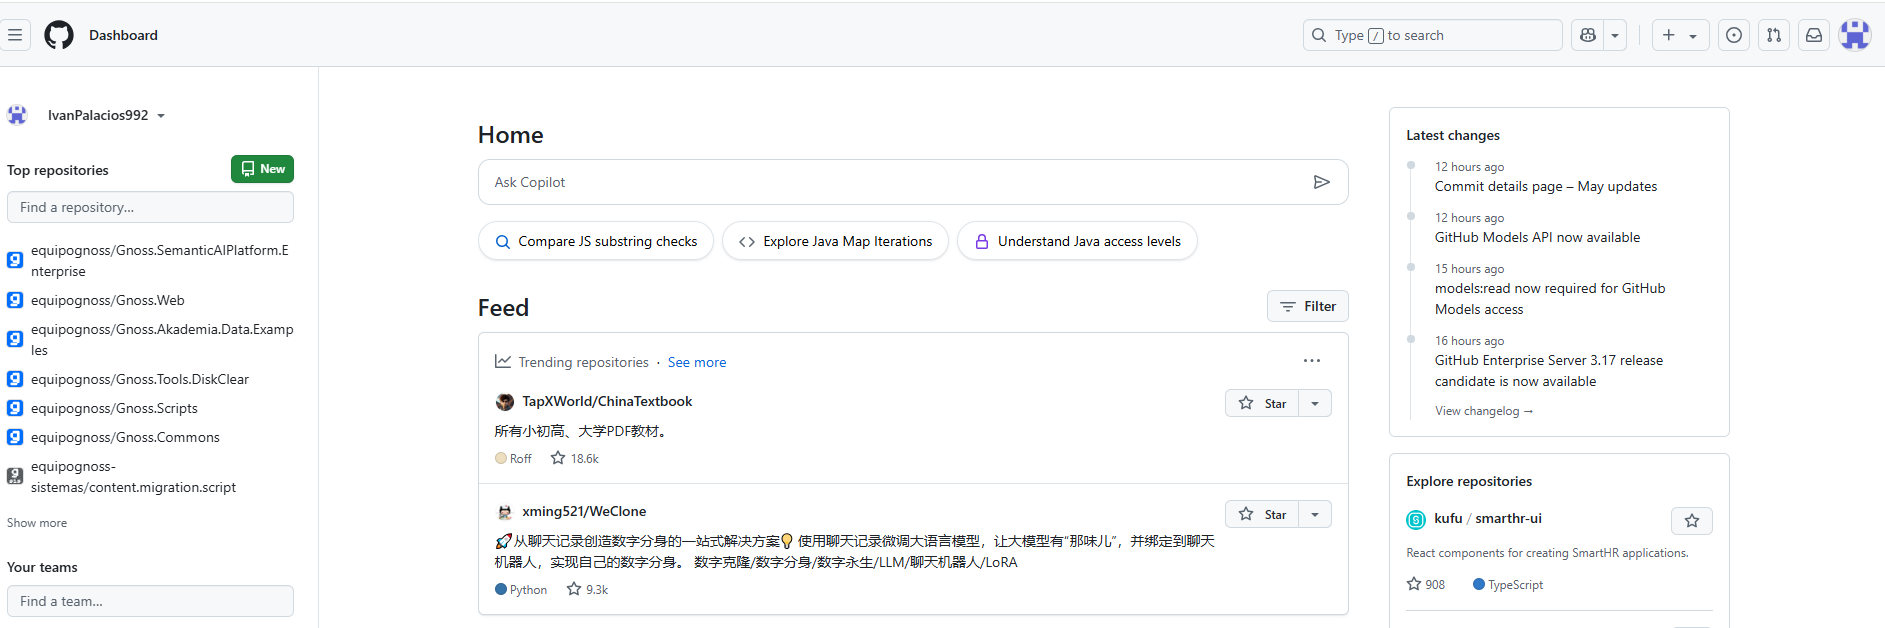 Dashboard
Type / to search
IvanPalacios992
Top repositories
New
Find a repository...
equipognoss/Gnoss.SemanticAIPlatform.E
nterprise
equipognoss/Gnoss.Web
equipognoss/Gnoss.Akademia.Data.Examp
les
equipognoss/Gnoss.Tools.DiskClear
equipognoss/Gnoss.Scripts
equipognoss/Gnoss.Commons
equipognoss-
sistemas/content.migration.script
Show more
Your teams
Find a team...
Home
Ask Copilot
Compare JS substring checks
Explore Java Map Iterations
Understand Java access levels
Feed
Filter
Trending repositories · See more
TapXWorld/ChinaTextbook
Star
所有小初高、大学PDF教材。
Roff 18.6k
xming521/WeClone
Star
🚀从聊天记录创造数字分身的一站式解决方案💡 使用聊天记录微调大语言模型，让大模型有“那味儿”，并绑定到聊天
机器人，实现自己的数字分身。 数字克隆/数字分身/数字永生/LLM/聊天机器人/LoRA
Python 9.3k
Latest changes
12 hours ago
Commit details page – May updates
12 hours ago
GitHub Models API now available
15 hours ago
models:read now required for GitHub
Models access
16 hours ago
GitHub Enterprise Server 3.17 release
candidate is now available
View changelog →
Explore repositories
kufu / smarthr-ui
React components for creating SmartHR applications.
908 TypeScript